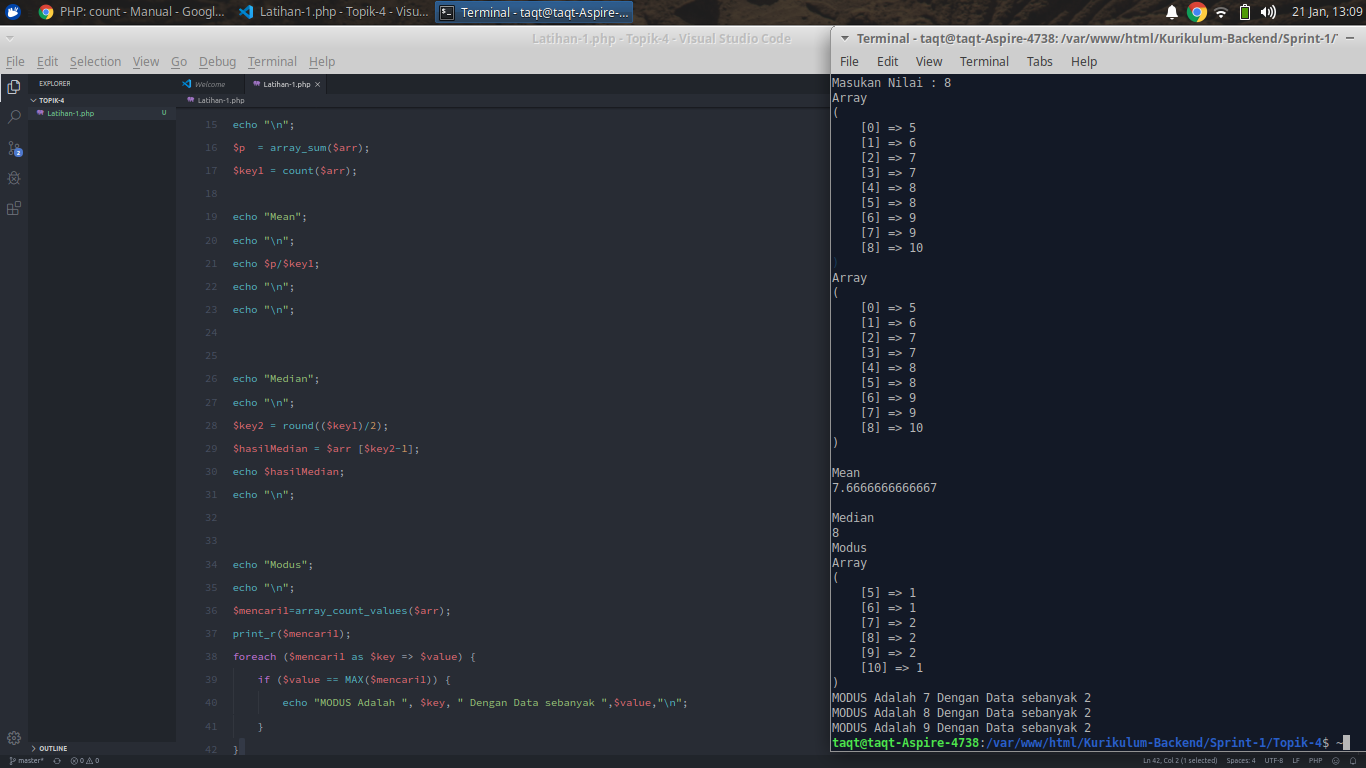 PHP: count - Manual - Googl...
Latihan-1.php - Topik-4 - Visu...
Terminal - taqt@taqt-Aspire-...
21 Jan, 13:09
Latihan-1.php - Topik-4 - Visual Studio Code
File Edit Selection View Go Debug Terminal Help
EXPLORER
TOPIK-4
Latihan-1.php U
2
OUTLINE
Welcome
Latihan-1.php ×
Latihan-1.php
15 echo "\n";
16 $p  = array_sum($arr);
17 $key1 = count($arr);
18
19 echo "Mean";
20 echo "\n";
21 echo $p/$key1;
22 echo "\n";
23 echo "\n";
24
25
26 echo "Median";
27 echo "\n";
28 $key2 = round(($key1)/2);
29 $hasilMedian = $arr [$key2-1];
30 echo $hasilMedian;
31 echo "\n";
32
33
34 echo "Modus";
35 echo "\n";
36 $mencari1=array_count_values($arr);
37 print_r($mencari1);
38 foreach ($mencari1 as $key => $value) {
39     if ($value == MAX($mencari1)) {
40         echo "MODUS Adalah ", $key, " Dengan Data sebanyak ",$value,"\n";
41     }
42 }
Terminal - taqt@taqt-Aspire-4738: /var/www/html/Kurikulum-Backend/Sprint-1/
File Edit View Terminal Tabs Help
Masukan Nilai : 8
Array
(
    [0] => 5
    [1] => 6
    [2] => 7
    [3] => 7
    [4] => 8
    [5] => 8
    [6] => 9
    [7] => 9
    [8] => 10
)
Array
(
    [0] => 5
    [1] => 6
    [2] => 7
    [3] => 7
    [4] => 8
    [5] => 8
    [6] => 9
    [7] => 9
    [8] => 10
)
Mean
7.6666666666667
Median
8
Modus
Array
(
    [5] => 1
    [6] => 1
    [7] => 2
    [8] => 2
    [9] => 2
    [10] => 1
)
MODUS Adalah 7 Dengan Data sebanyak 2
MODUS Adalah 8 Dengan Data sebanyak 2
MODUS Adalah 9 Dengan Data sebanyak 2
taqt@taqt-Aspire-4738:/var/www/html/Kurikulum-Backend/Sprint-1/Topik-4$ ~
master* 0 0 Ln 42, Col 2 (1 selected) Spaces: 4 UTF-8 LF PHP